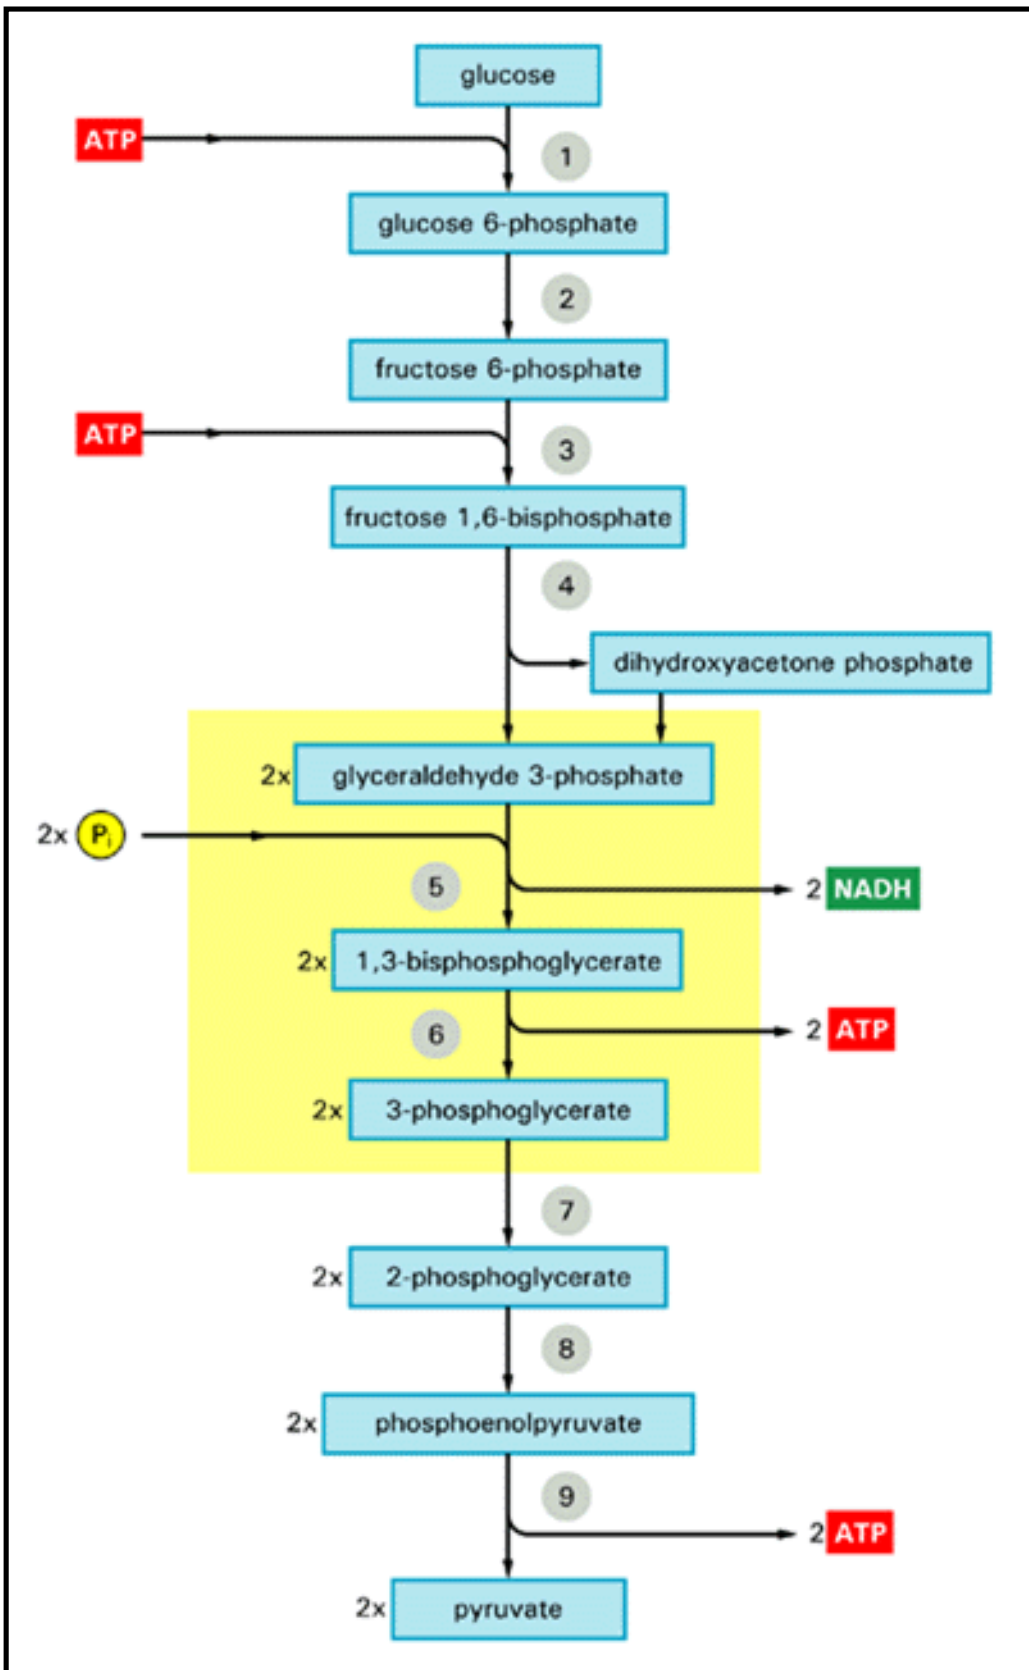 glucose
ATP
1
glucose 6-phosphate
2
fructose 6-phosphate
ATP
3
fructose 1,6-bisphosphate
4
dihydroxyacetone phosphate
2x glyceraldehyde 3-phosphate
2x Pi
5
2 NADH
2x 1,3-bisphosphoglycerate
6
2 ATP
2x 3-phosphoglycerate
7
2x 2-phosphoglycerate
8
2x phosphoenolpyruvate
9
2 ATP
2x pyruvate